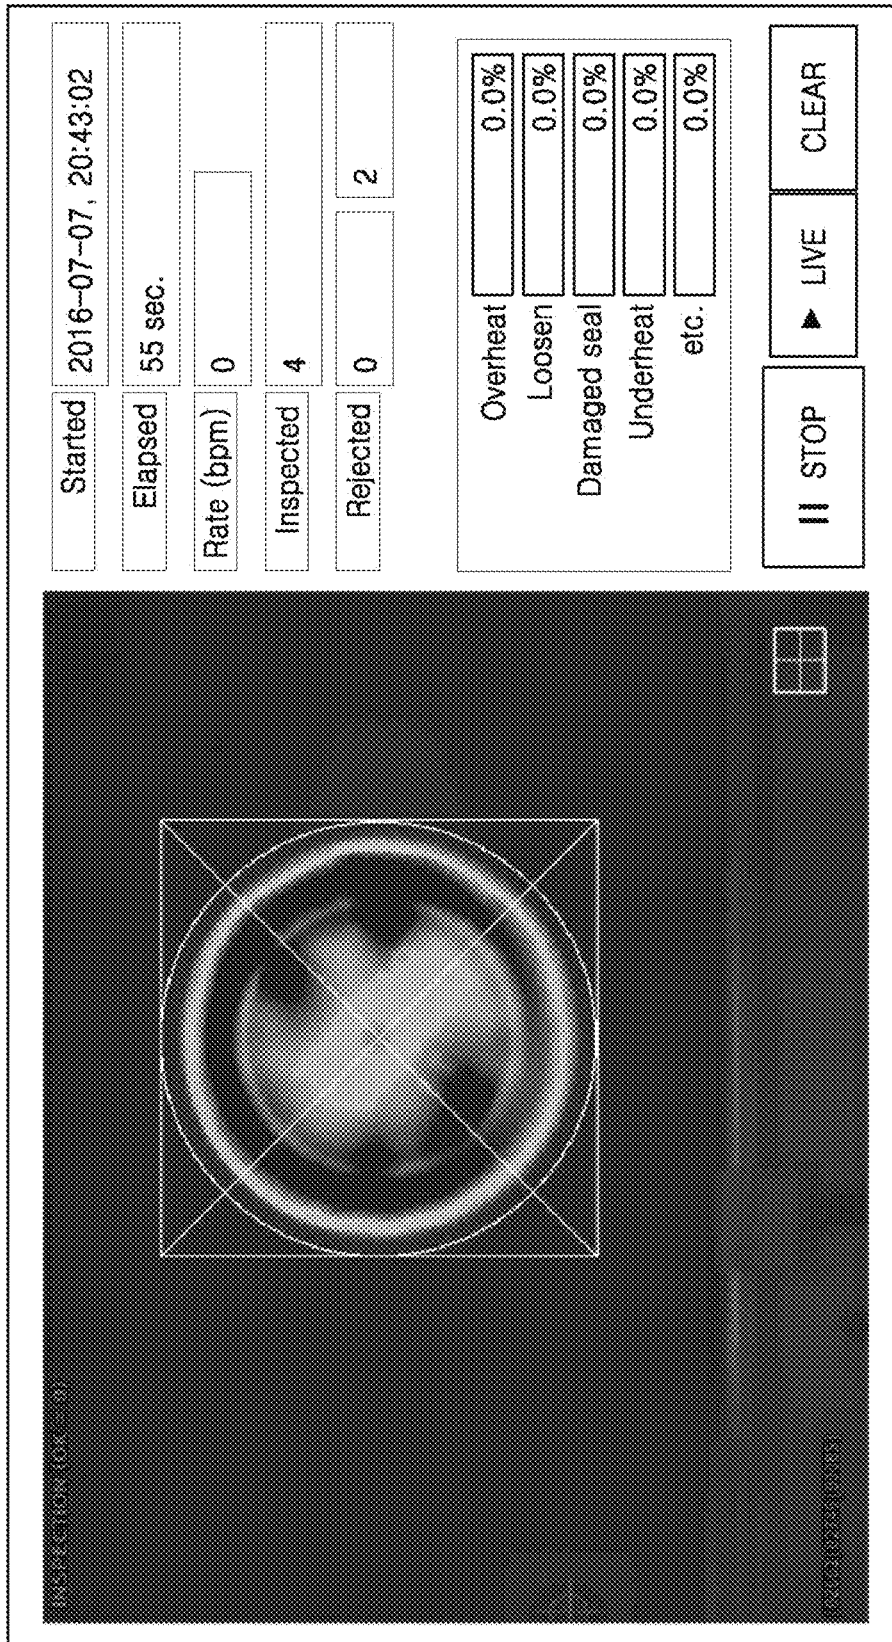 Started 2016-07-07, 20:43:02
Elapsed 55 sec.
Rate (bpm) 0
Inspected 4
Rejected 0 2
Overheat 0.0%
Loosen 0.0%
Damaged seal 0.0%
Underheat 0.0%
etc. 0.0%
STOP LIVE CLEAR